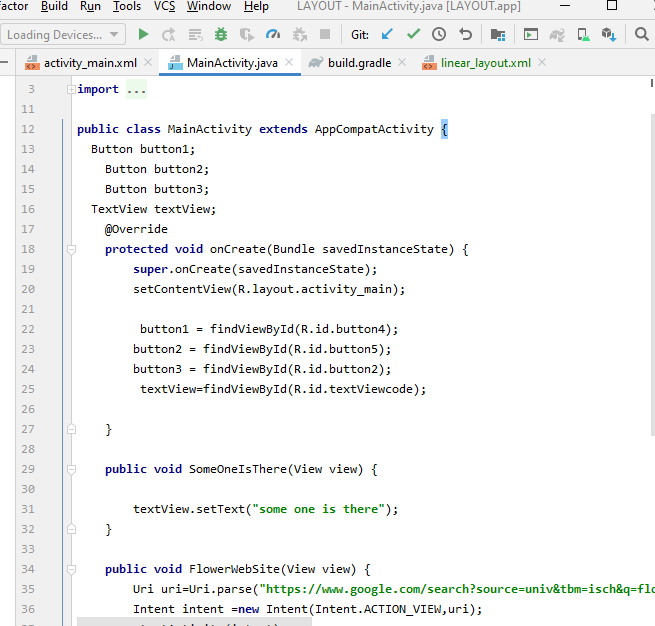 factor Build Run Tools VCS Window Help LAYOUT - MainActivity.java [LAYOUT.app]
Loading Devices... Git:
activity_main.xml MainActivity.java build.gradle linear_layout.xml
3 import ...
11
12 public class MainActivity extends AppCompatActivity {
13 Button button1;
14 Button button2;
15 Button button3;
16 TextView textView;
17 @Override
18 protected void onCreate(Bundle savedInstanceState) {
19 super.onCreate(savedInstanceState);
20 setContentView(R.layout.activity_main);
21
22 button1 = findViewById(R.id.button4);
23 button2 = findViewById(R.id.button5);
24 button3 = findViewById(R.id.button2);
25 textView=findViewById(R.id.textViewcode);
26
27 }
28
29 public void SomeOneIsThere(View view) {
30
31 textView.setText("some one is there");
32 }
33
34 public void FlowerWebSite(View view) {
35 Uri uri=Uri.parse("https://www.google.com/search?source=univ&tbm=isch&q=flo
36 Intent intent =new Intent(Intent.ACTION_VIEW,uri);